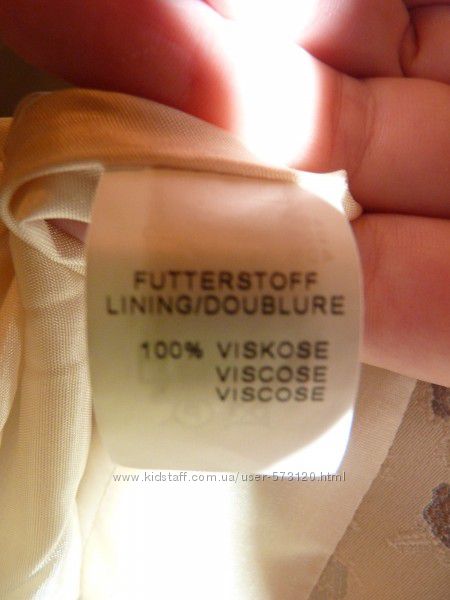 FUTTERSTOFF
LINING/DOUBLURE
100% VISKOSE
VISCOSE
VISCOSE
www.kidstaff.com.ua/user-573120.html